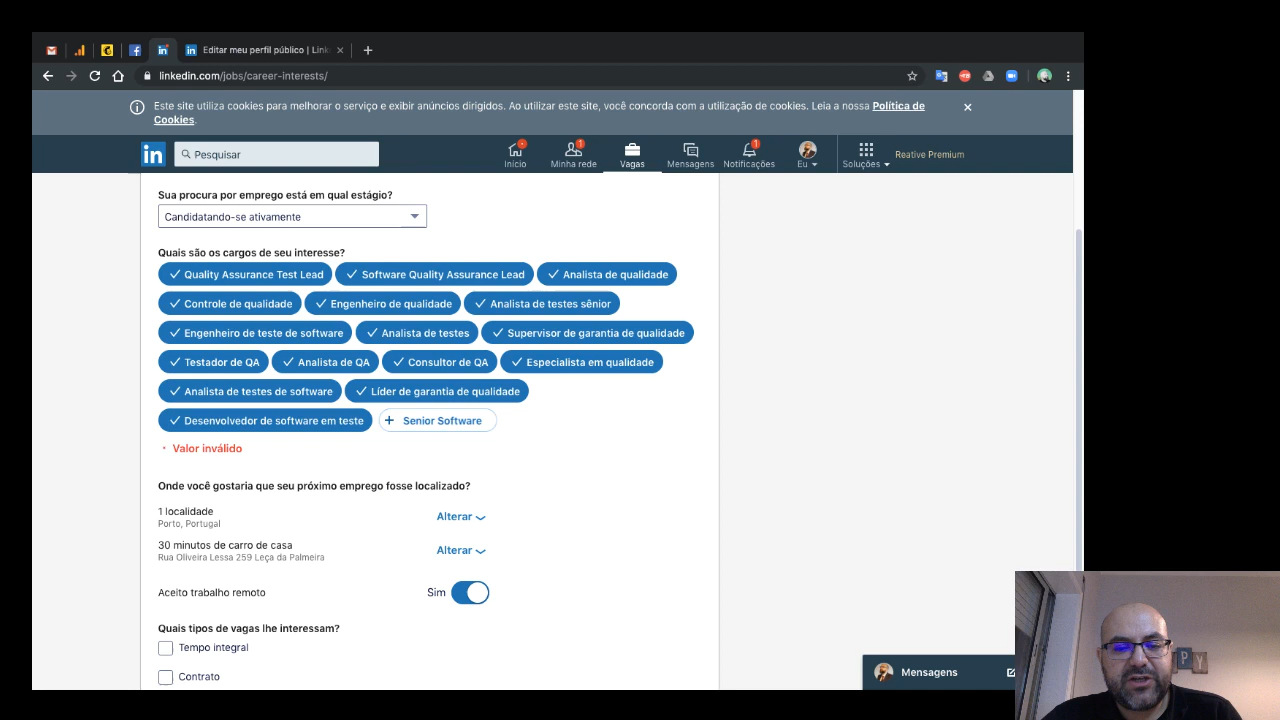 Editar meu perfil público | Link
linkedin.com/jobs/career-interests/
Este site utiliza cookies para melhorar o serviço e exibir anúncios dirigidos. Ao utilizar este site, você concorda com a utilização de cookies. Leia a nossa Política de
Cookies.
in Pesquisar
1 1
Início Minha rede Vagas Mensagens Notificações Eu Soluções Reative Premium
Sua procura por emprego está em qual estágio?
Candidatando-se ativamente
Quais são os cargos de seu interesse?
Quality Assurance Test Lead Software Quality Assurance Lead Analista de qualidade
Controle de qualidade Engenheiro de qualidade Analista de testes sênior
Engenheiro de teste de software Analista de testes Supervisor de garantia de qualidade
Testador de QA Analista de QA Consultor de QA Especialista em qualidade
Analista de testes de software Líder de garantia de qualidade
Desenvolvedor de software em teste + Senior Software
Valor inválido
Onde você gostaria que seu próximo emprego fosse localizado?
1 localidade
Porto, Portugal
Alterar
30 minutos de carro de casa
Rua Oliveira Lessa 259 Leça da Palmeira
Alterar
Aceito trabalho remoto Sim
Quais tipos de vagas lhe interessam?
Tempo integral
Contrato
Mensagens
P Y